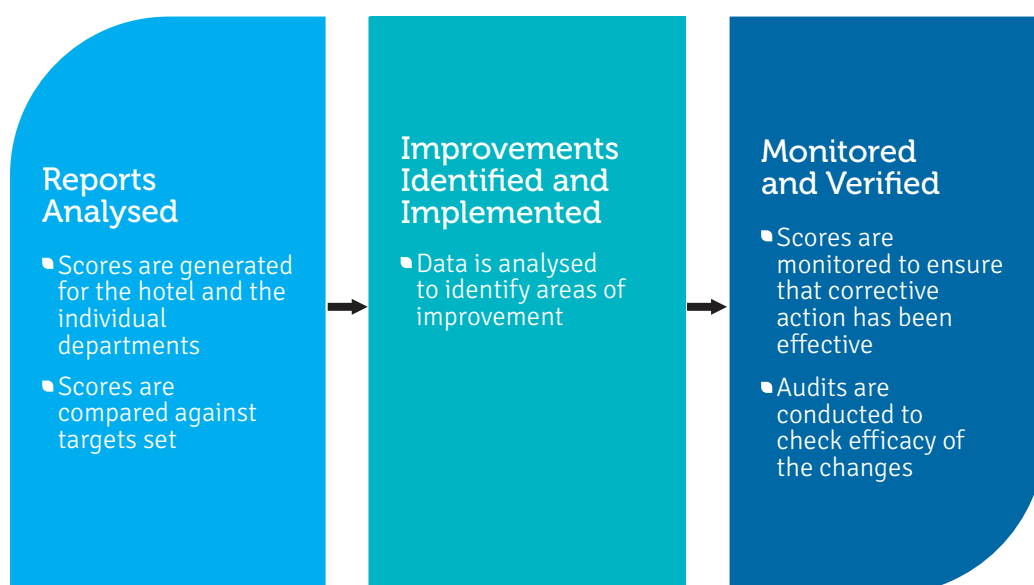 Reports
Analysed
Scores are generated
for the hotel and the
individual
departments
Scores are
compared against
targets set
Improvements
Identified and
Implemented
Data is analysed
to identify areas of
improvement
Monitored
and Verified
Scores are
monitored to ensure
that corrective
action has been
effective
Audits are
conducted to
check efficacy of
the changes